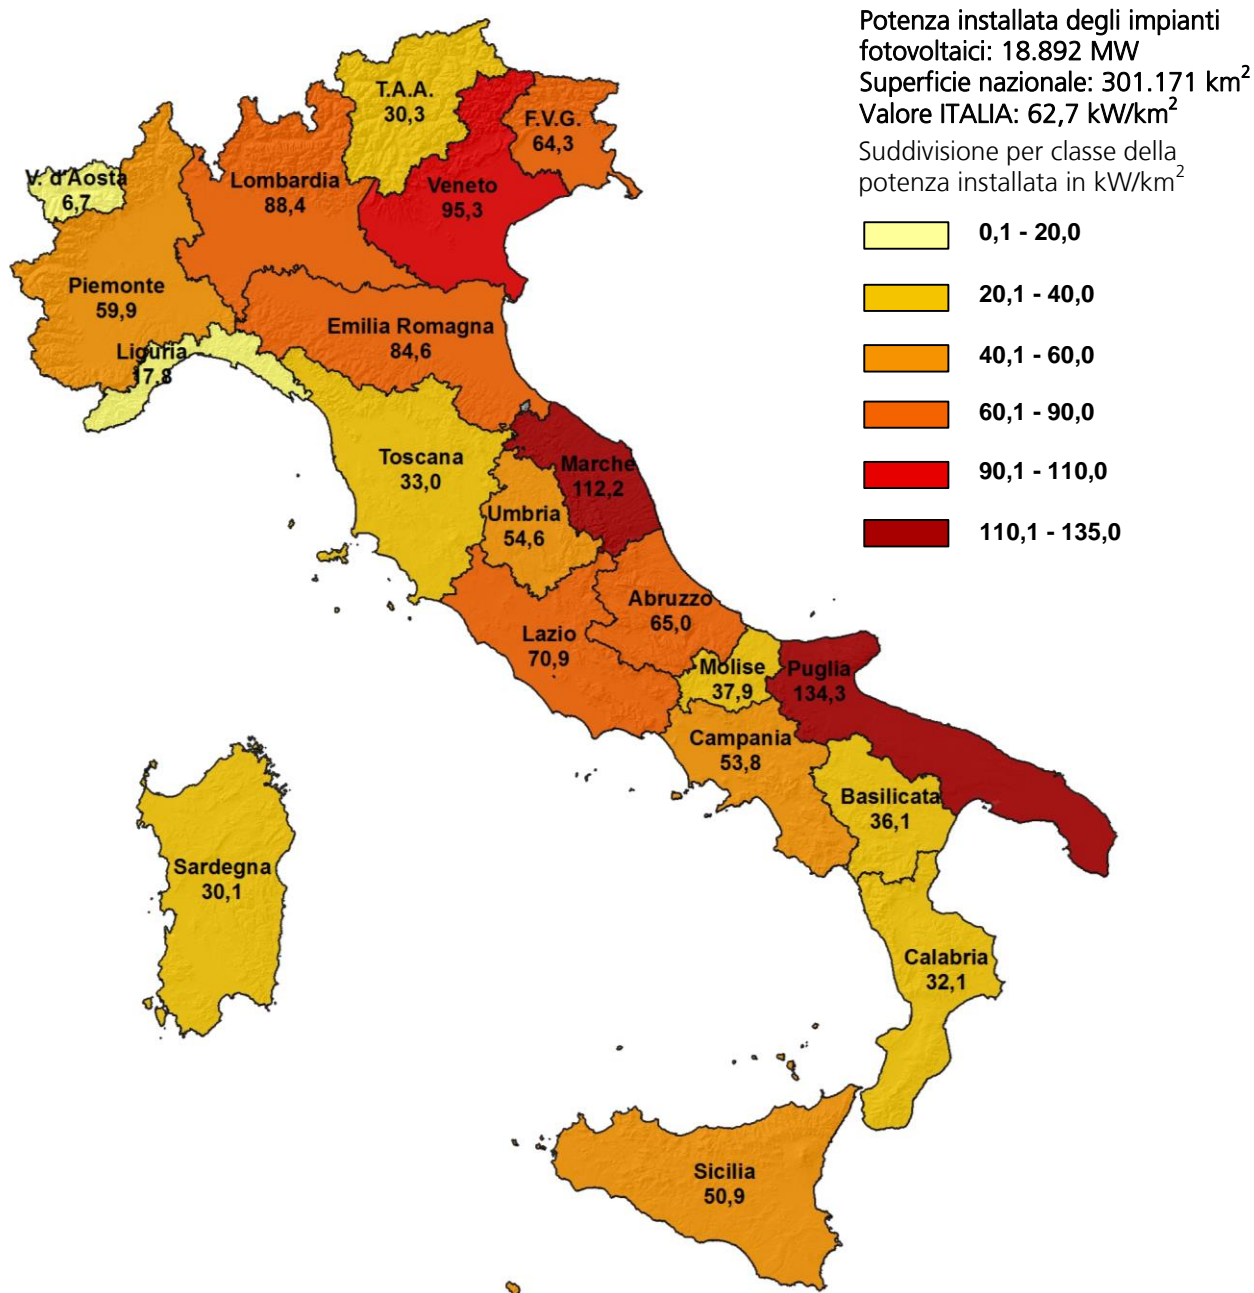 Potenza installata degli impianti
fotovoltaici: 18.892 MW
Superficie nazionale: 301.171 km²
Valore ITALIA: 62,7 kW/km²
Suddivisione per classe della
potenza installata in kW/km²
0,1 - 20,0
20,1 - 40,0
40,1 - 60,0
60,1 - 90,0
90,1 - 110,0
110,1 - 135,0
T.A.A.
30,3
F.V.G.
64,3
V. d'Aosta
6,7
Lombardia
88,4
Veneto
95,3
Piemonte
59,9
Emilia Romagna
84,6
Liguria
17,8
Toscana
33,0
Marche
112,2
Umbria
54,6
Abruzzo
65,0
Lazio
70,9
Molise
37,9
Puglia
134,3
Campania
53,8
Basilicata
36,1
Sardegna
30,1
Calabria
32,1
Sicilia
50,9